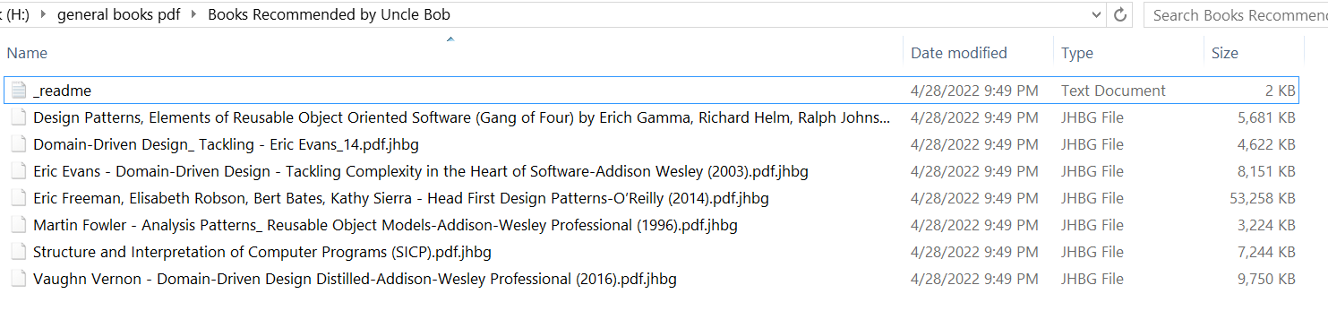 (H:) general books pdf Books Recommended by Uncle Bob Search Books Recommen
Name Date modified Type Size
_readme 4/28/2022 9:49 PM Text Document 2 KB
Design Patterns, Elements of Reusable Object Oriented Software (Gang of Four) by Erich Gamma, Richard Helm, Ralph Johns... 4/28/2022 9:49 PM JHBG File 5,681 KB
Domain-Driven Design_ Tackling - Eric Evans_14.pdf.jhbg 4/28/2022 9:49 PM JHBG File 4,622 KB
Eric Evans - Domain-Driven Design - Tackling Complexity in the Heart of Software-Addison Wesley (2003).pdf.jhbg 4/28/2022 9:49 PM JHBG File 8,151 KB
Eric Freeman, Elisabeth Robson, Bert Bates, Kathy Sierra - Head First Design Patterns-O’Reilly (2014).pdf.jhbg 4/28/2022 9:49 PM JHBG File 53,258 KB
Martin Fowler - Analysis Patterns_ Reusable Object Models-Addison-Wesley Professional (1996).pdf.jhbg 4/28/2022 9:49 PM JHBG File 3,224 KB
Structure and Interpretation of Computer Programs (SICP).pdf.jhbg 4/28/2022 9:49 PM JHBG File 7,244 KB
Vaughn Vernon - Domain-Driven Design Distilled-Addison-Wesley Professional (2016).pdf.jhbg 4/28/2022 9:49 PM JHBG File 9,750 KB